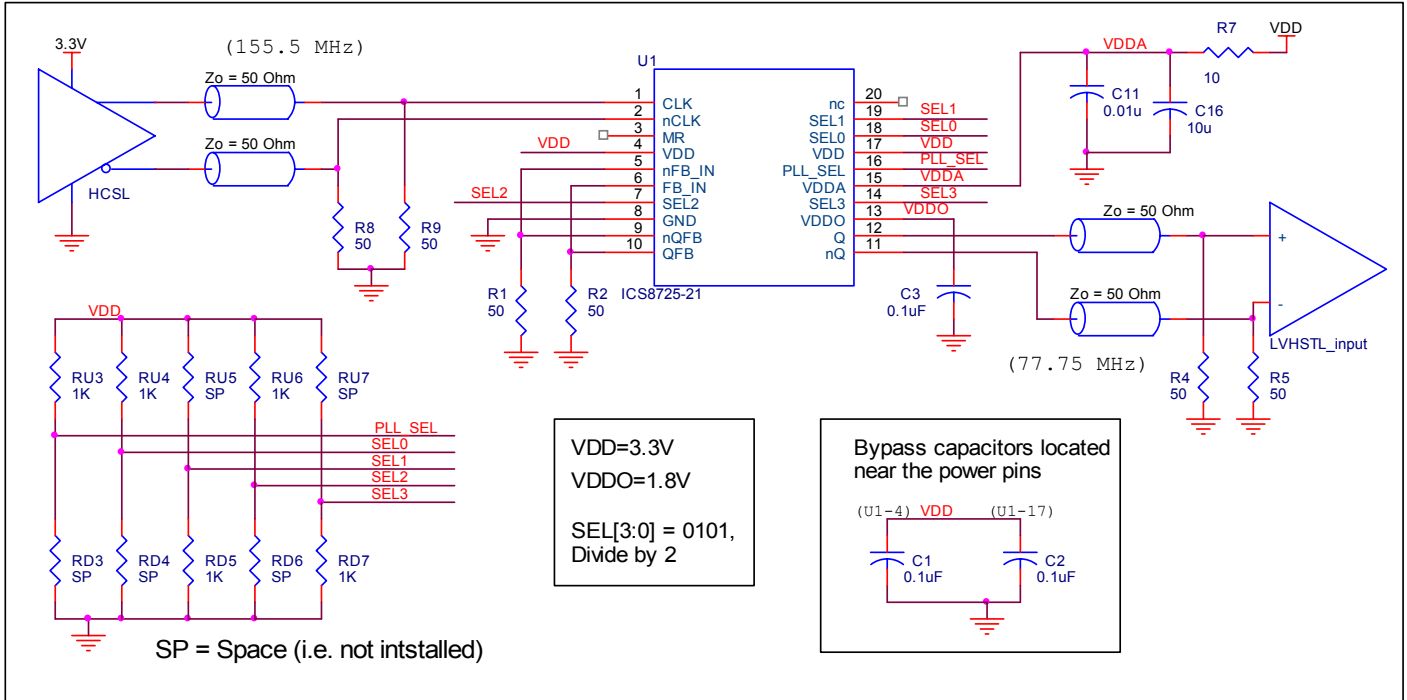 3.3V
(155.5 MHz)
Zo = 50 Ohm
Zo = 50 Ohm
HCSL
R8
50
R9
50
VDD
SEL2
U1
1
2
3
4
5
6
7
8
9
10
CLK
nCLK
MR
VDD
nFB_IN
FB_IN
SEL2
GND
nQFB
QFB
nc
SEL1
SEL0
VDD
PLL_SEL
VDDA
SEL3
VDDO
Q
nQ
20
19
18
17
16
15
14
13
12
11
ICS8725-21
SEL1
SEL0
VDD
PLL_SEL
VDDA
SEL3
VDDO
VDDA
R7
10
VDD
C11
0.01u
C16
10u
R1
50
R2
50
C3
0.1uF
Zo = 50 Ohm
Zo = 50 Ohm
(77.75 MHz)
+
-
LVHSTL_input
R4
50
R5
50
VDD
RU3
1K
RU4
1K
RU5
SP
RU6
1K
RU7
SP
PLL_SEL
SEL0
SEL1
SEL2
SEL3
RD3
SP
RD4
SP
RD5
1K
RD6
SP
RD7
1K
SP = Space (i.e. not intstalled)
VDD=3.3V
VDDO=1.8V
SEL[3:0] = 0101,
Divide by 2
Bypass capacitors located
near the power pins
(U1-4) VDD (U1-17)
C1
0.1uF
C2
0.1uF